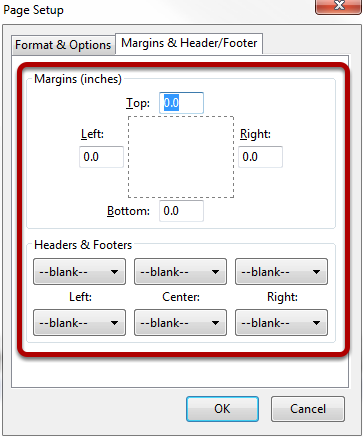 Page Setup
Format & Options Margins & Header/Footer
Margins (inches)
Top: 0.0
Left: Right:
0.0 0.0
Bottom: 0.0
Headers & Footers
--blank-- --blank-- --blank--
Left: Center: Right:
--blank-- --blank-- --blank--
OK Cancel